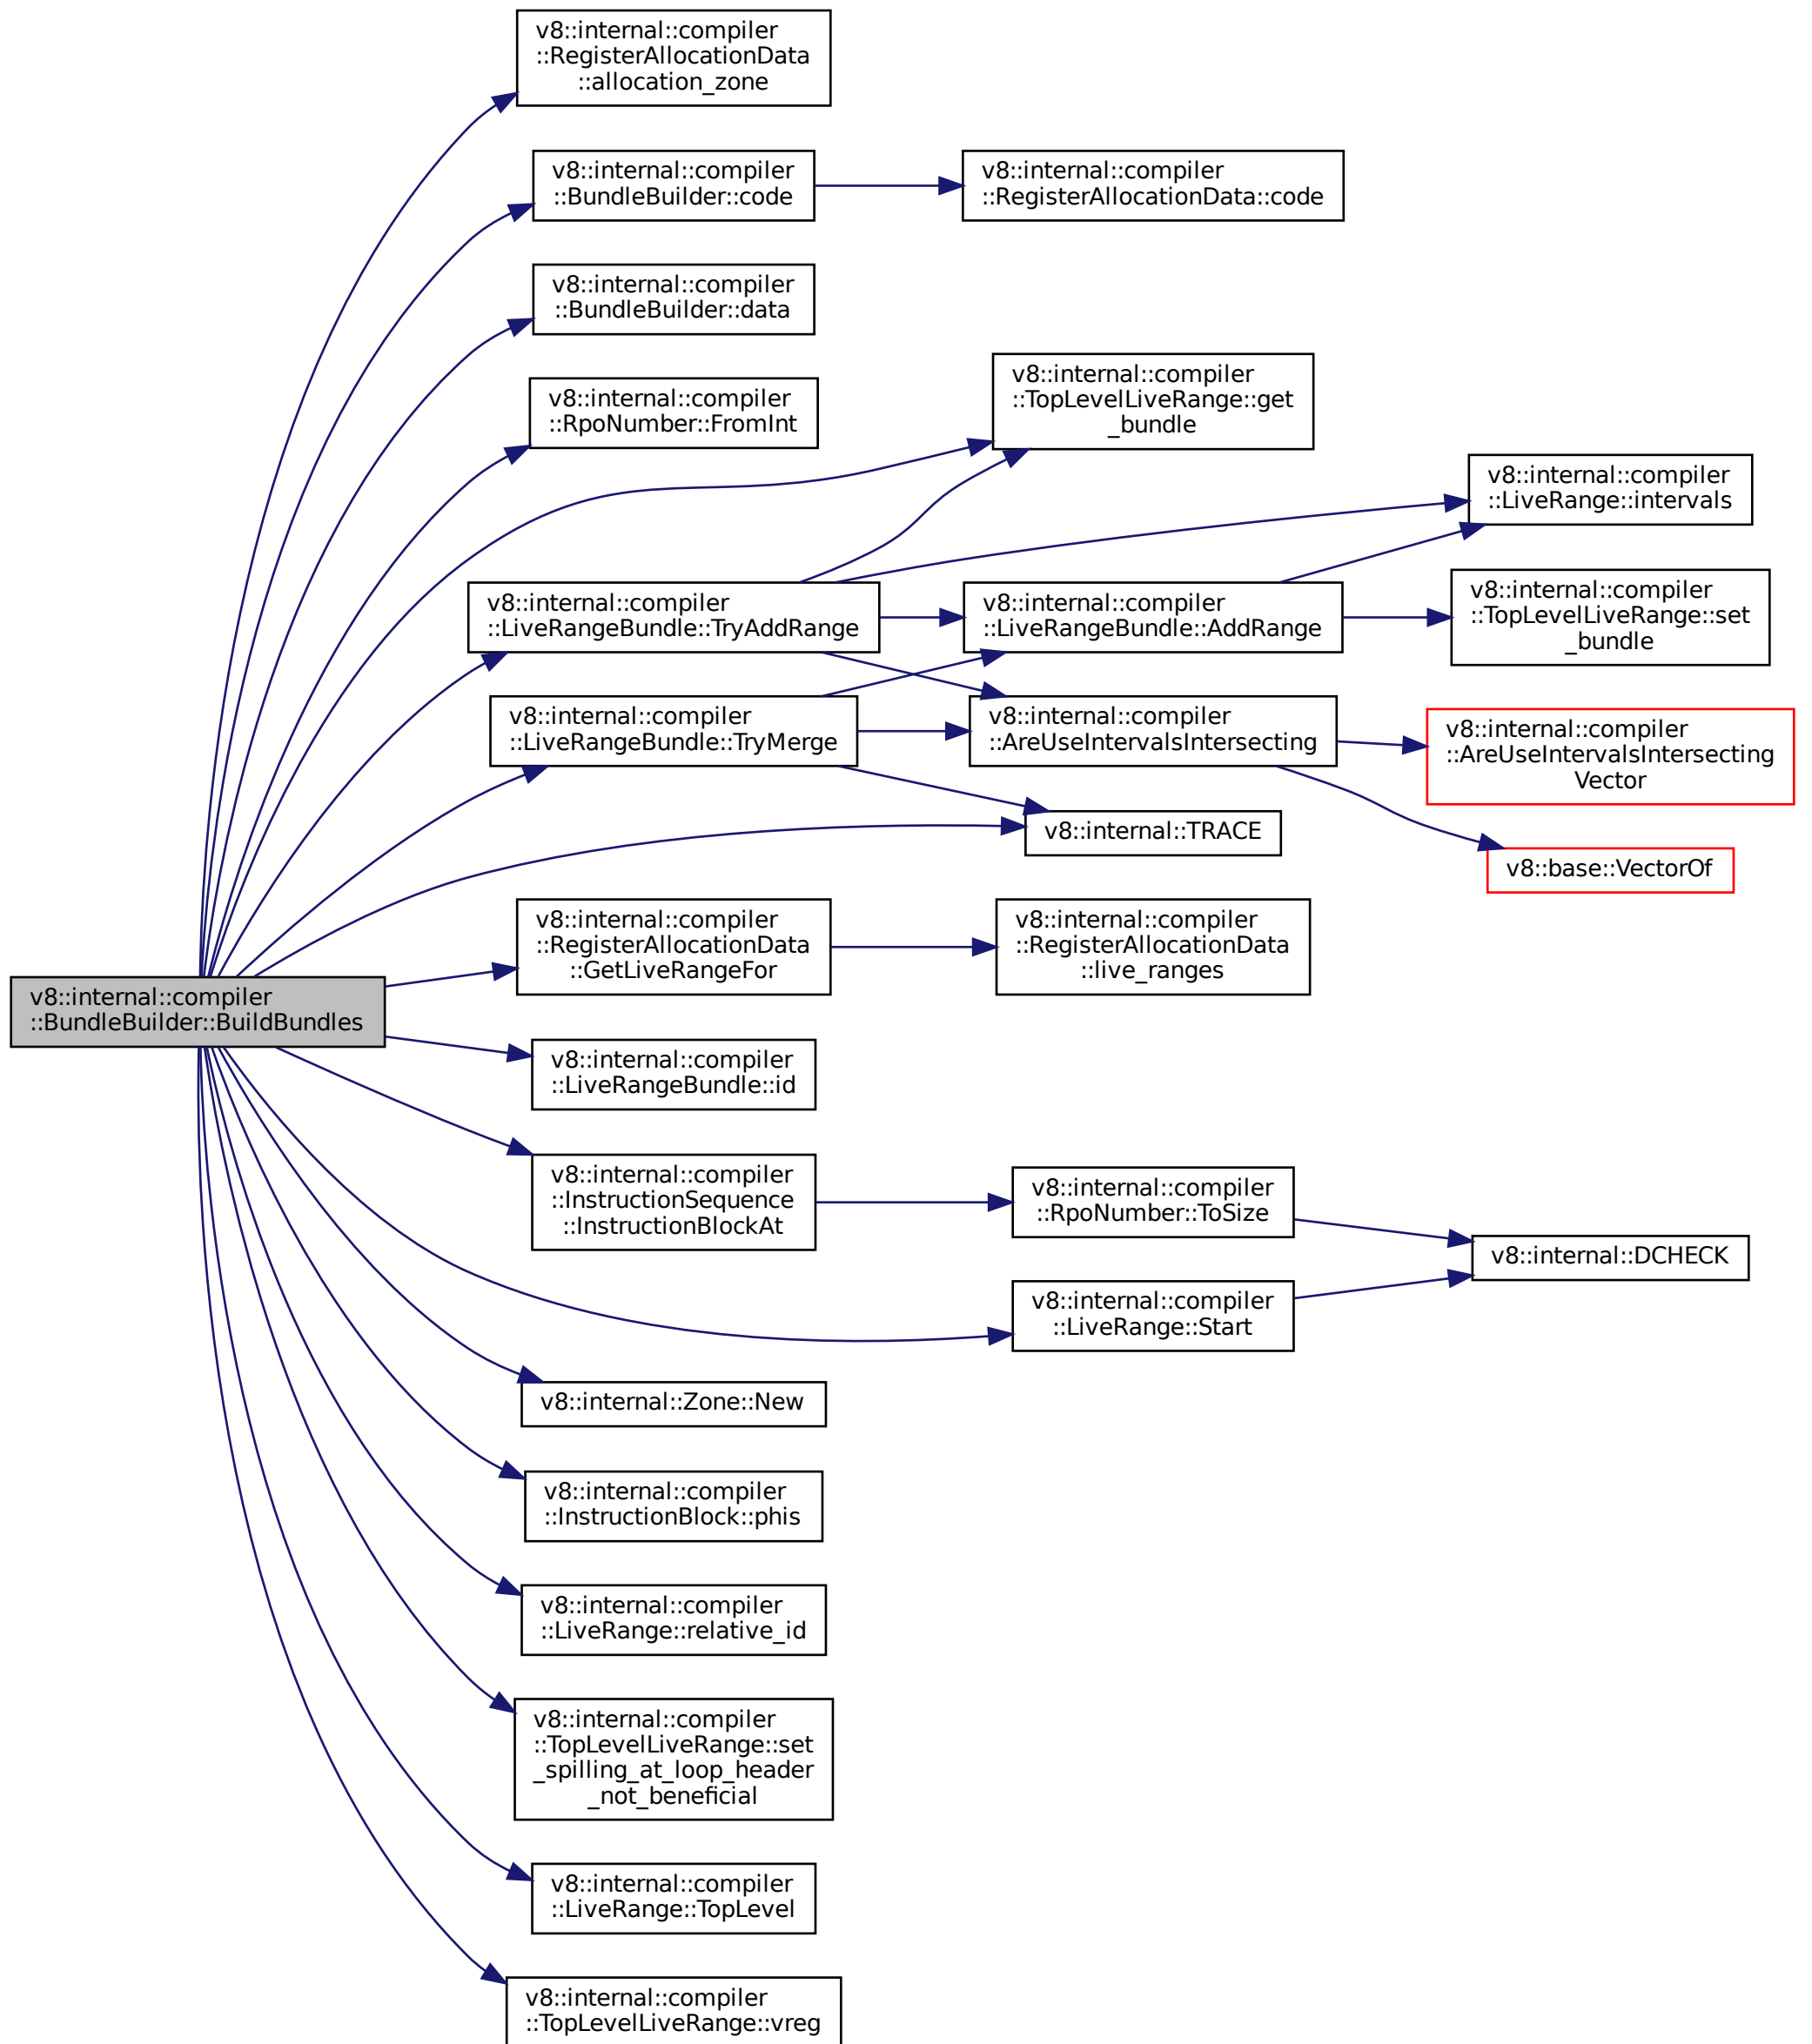 v8::internal::compiler
::RegisterAllocationData
::allocation_zone
v8::internal::compiler
::BundleBuilder::code
v8::internal::compiler
::RegisterAllocationData::code
v8::internal::compiler
::BundleBuilder::data
v8::internal::compiler
::TopLevelLiveRange::get
_bundle
v8::internal::compiler
::RpoNumber::FromInt
v8::internal::compiler
::LiveRange::intervals
v8::internal::compiler
::LiveRangeBundle::TryAddRange
v8::internal::compiler
::LiveRangeBundle::AddRange
v8::internal::compiler
::TopLevelLiveRange::set
_bundle
v8::internal::compiler
::LiveRangeBundle::TryMerge
v8::internal::compiler
::AreUseIntervalsIntersecting
v8::internal::compiler
::AreUseIntervalsIntersecting
Vector
v8::internal::TRACE
v8::base::VectorOf
v8::internal::compiler
::RegisterAllocationData
::GetLiveRangeFor
v8::internal::compiler
::RegisterAllocationData
::live_ranges
v8::internal::compiler
::BundleBuilder::BuildBundles
v8::internal::compiler
::LiveRangeBundle::id
v8::internal::compiler
::InstructionSequence
::InstructionBlockAt
v8::internal::compiler
::RpoNumber::ToSize
v8::internal::DCHECK
v8::internal::compiler
::LiveRange::Start
v8::internal::Zone::New
v8::internal::compiler
::InstructionBlock::phis
v8::internal::compiler
::LiveRange::relative_id
v8::internal::compiler
::TopLevelLiveRange::set
_spilling_at_loop_header
_not_beneficial
v8::internal::compiler
::LiveRange::TopLevel
v8::internal::compiler
::TopLevelLiveRange::vreg